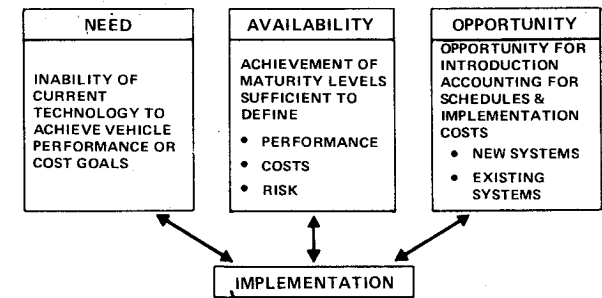 NEED
INABILITY OF
CURRENT
TECHNOLOGY TO
ACHIEVE VEHICLE
PERFORMANCE OR
COST GOALS
AVAILABILITY
ACHIEVEMENT OF
MATURITY LEVELS
SUFFICIENT TO
DEFINE
• PERFORMANCE
• COSTS
• RISK
OPPORTUNITY
OPPORTUNITY FOR
INTRODUCTION
ACCOUNTING FOR
SCHEDULES &
IMPLEMENTATION
COSTS
• NEW SYSTEMS
• EXISTING
SYSTEMS
IMPLEMENTATION